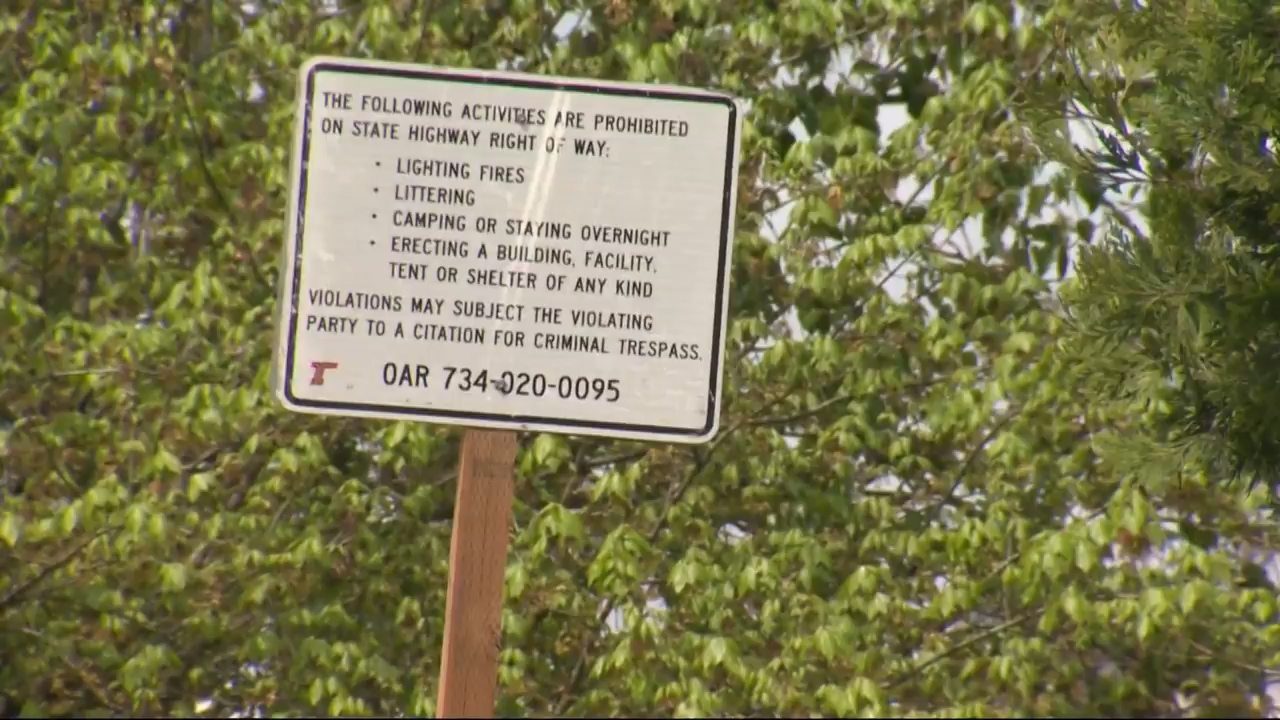 THE FOLLOWING ACTIVITIES ARE PROHIBITED
ON STATE HIGHWAY RIGHT OF WAY:
• LIGHTING FIRES
• LITTERING
• CAMPING OR STAYING OVERNIGHT
• ERECTING A BUILDING, FACILITY,
TENT OR SHELTER OF ANY KIND
VIOLATIONS MAY SUBJECT THE VIOLATING
PARTY TO A CITATION FOR CRIMINAL TRESPASS.
OAR 734-020-0095